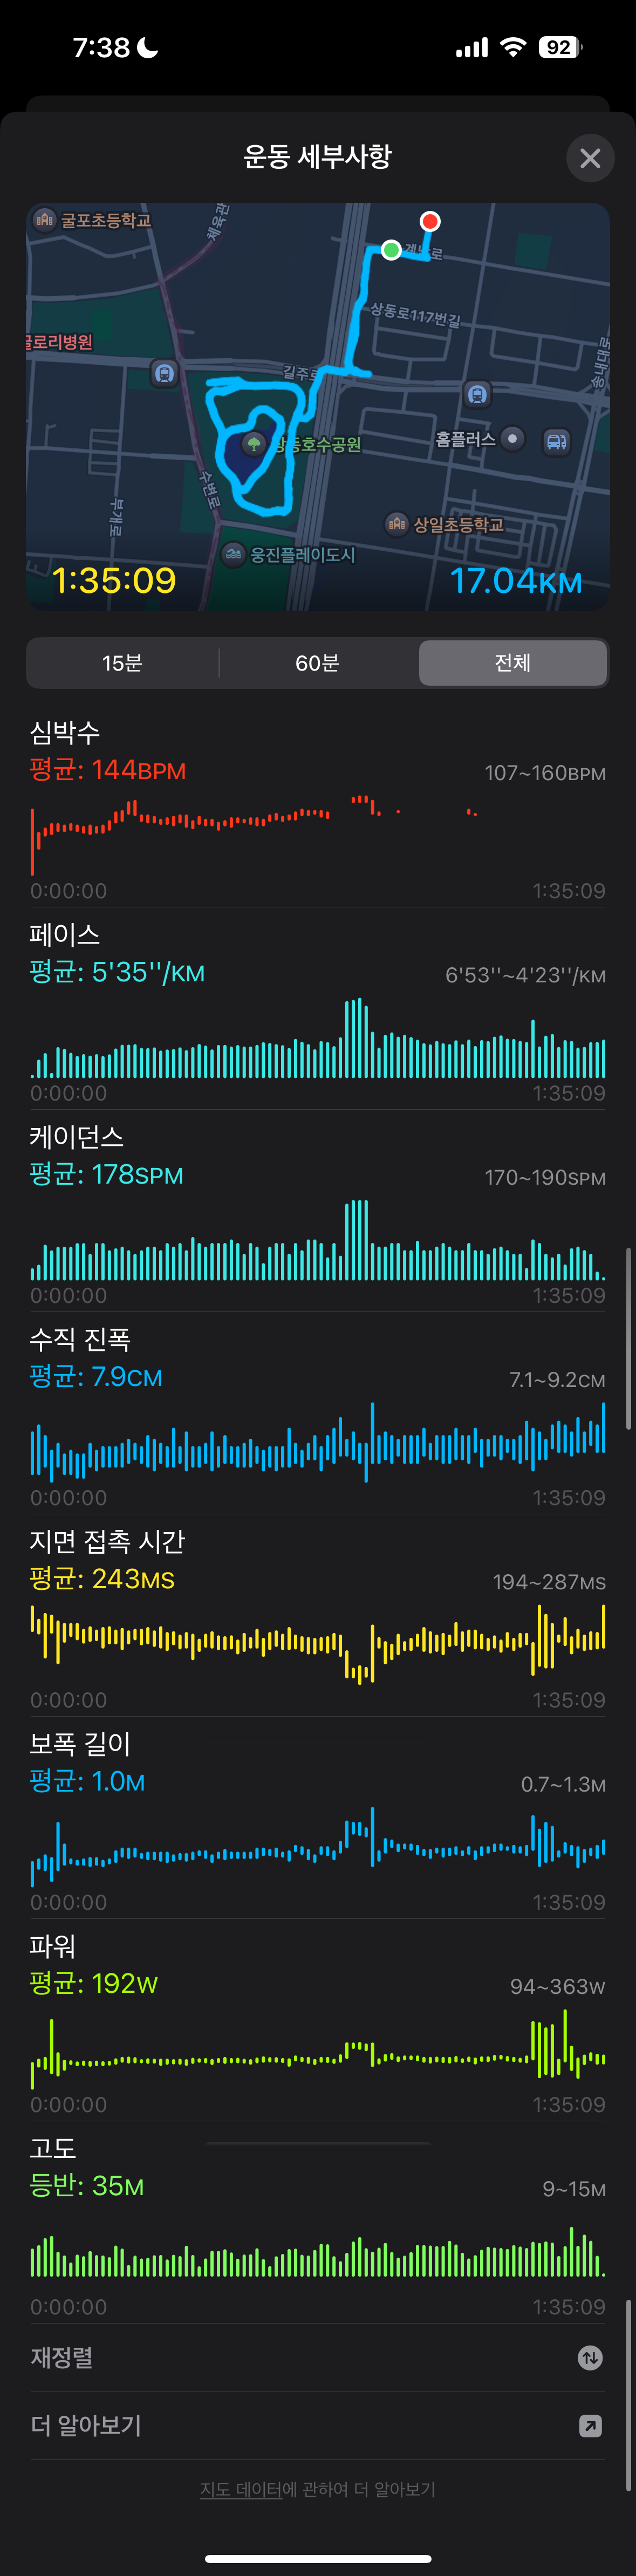 7:38
92
운동 세부사항
굴포초등학교
체육관
계남로
상동로117번길
글로리병원
길주로
송내대로
홈플러스
상동호수공원
수변로
부개로
상일초등학교
웅진플레이도시
1:35:09
17.04KM
15분
60분
전체
심박수
평균: 144BPM
107~160BPM
0:00:00
1:35:09
페이스
평균: 5'35''/KM
6'53''~4'23''/KM
0:00:00
1:35:09
케이던스
평균: 178SPM
170~190SPM
0:00:00
1:35:09
수직 진폭
평균: 7.9CM
7.1~9.2CM
0:00:00
1:35:09
지면 접촉 시간
평균: 243MS
194~287MS
0:00:00
1:35:09
보폭 길이
평균: 1.0M
0.7~1.3M
0:00:00
1:35:09
파워
평균: 192W
94~363W
0:00:00
1:35:09
고도
등반: 35M
9~15M
0:00:00
1:35:09
재정렬
더 알아보기
지도 데이터에 관하여 더 알아보기